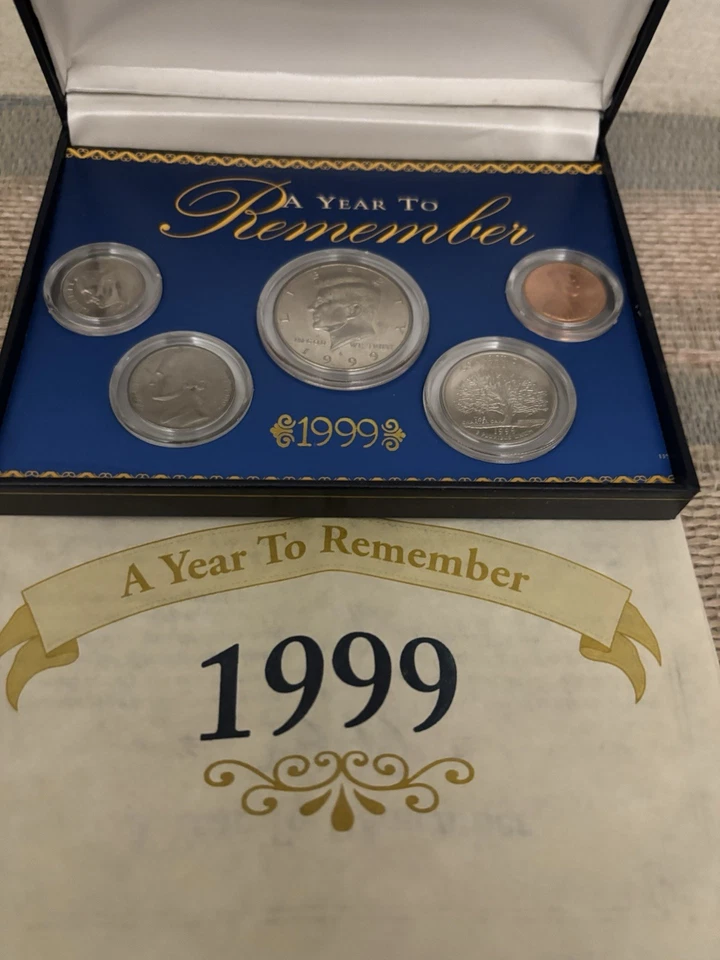 A YEAR TO
Remember
LIBERTY
1999
1999
A Year To Remember
1999